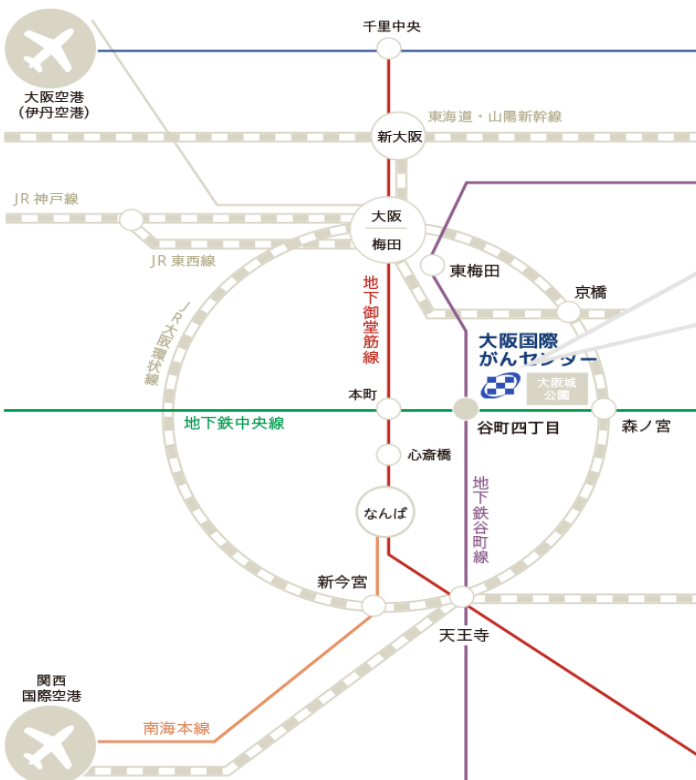 千里中央
大阪空港
（伊丹空港）
東海道・山陽新幹線
新大阪
JR 神戸線
大阪
梅田
JR 東西線
東梅田
地下御堂筋線
京橋
JR大阪環状線
大阪国際
がんセンター
大阪城
公園
本町
地下鉄中央線
谷町四丁目
森ノ宮
心斎橋
地下鉄谷町線
なんば
新今宮
天王寺
関西
国際空港
南海本線